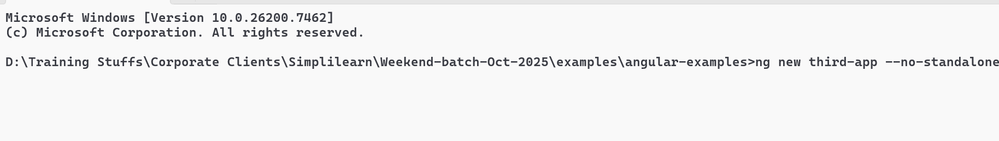 Microsoft Windows [Version 10.0.26200.7462]
(c) Microsoft Corporation. All rights reserved.
D:\Training Stuffs\Corporate Clients\Simplilearn\Weekend-batch-Oct-2025\examples\angular-examples>ng new third-app --no-standalone